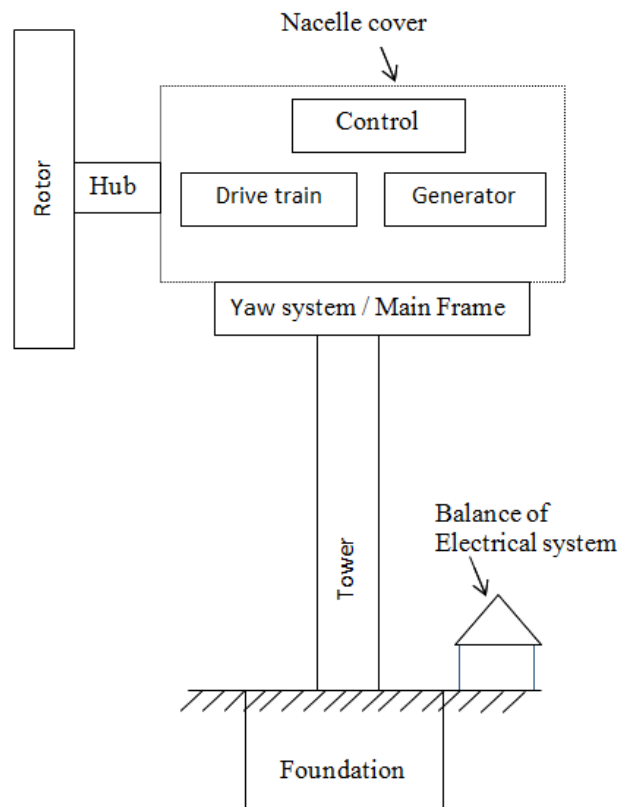 Nacelle cover
Control
Rotor
Hub
Drive train
Generator
Yaw system / Main Frame
Tower
Balance of
Electrical system
Foundation